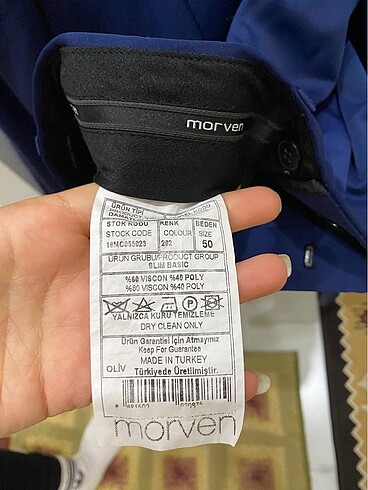 morven
ÜRÜN TİPİ
STOK KODU RENK BEDEN
STOCK CODE COLOUR SIZE
202 50
ÜRÜN GRUBU/PRODUCT GROUP
SLIM BASIC
%60 VISCON %40 POLY
%60 VISCON %40 POLY
P
YALNIZCA KURU TEMİZLEME
DRY CLEAN ONLY
Ürün Garantisi İçin Atmayınız
Keep For Guarantee
MADE IN TURKEY
OLİV Türkiyede Üretilmiştir.
morven